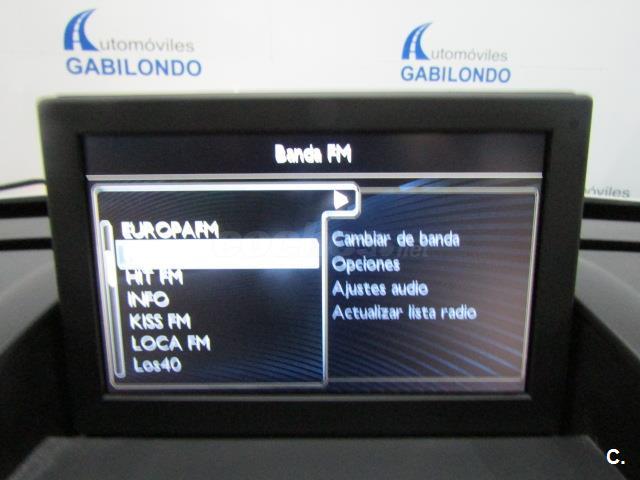 Automóviles
GABILONDO
Automóviles
GABILONDO
Banda FM
EUROPAFM
HIT FM
INFO
KISS FM
LOCA FM
Los40
Cambiar de banda
Opciones
Ajustes audio
Actualizar lista radio
C.